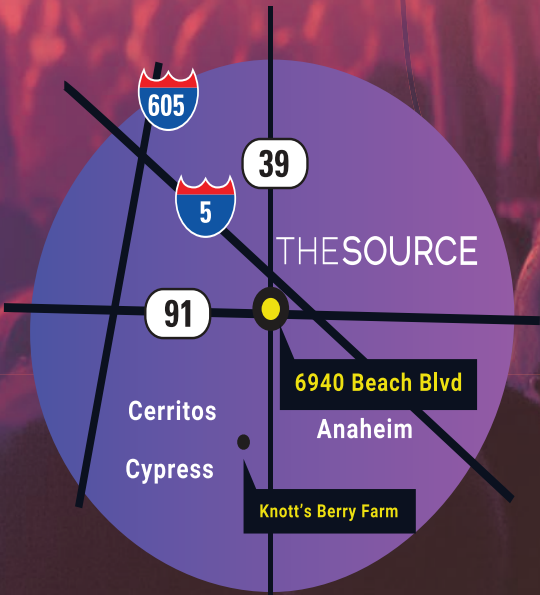 605
39
5
THESOURCE
91
6940 Beach Blvd
Cerritos
Anaheim
Cypress
Knott's Berry Farm